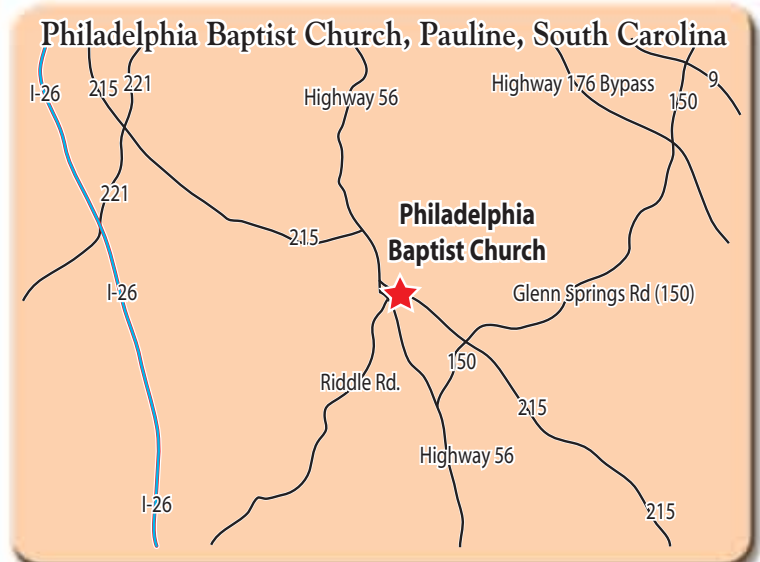 Philadelphia Baptist Church, Pauline, South Carolina
I-26
215
221
Highway 56
Highway 176 Bypass
150
9
221
215
Philadelphia
Baptist Church
I-26
Glenn Springs Rd (150)
150
Riddle Rd.
215
Highway 56
I-26
215